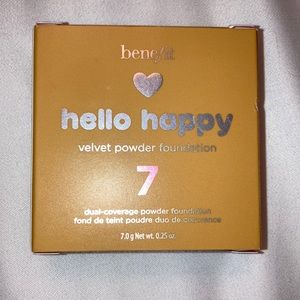 benefit
hello happy
velvet powder foundation
7
dual-coverage powder foundation
fond de teint poudre duo de couvrance
7.0 g Net wt. 0.25 oz.